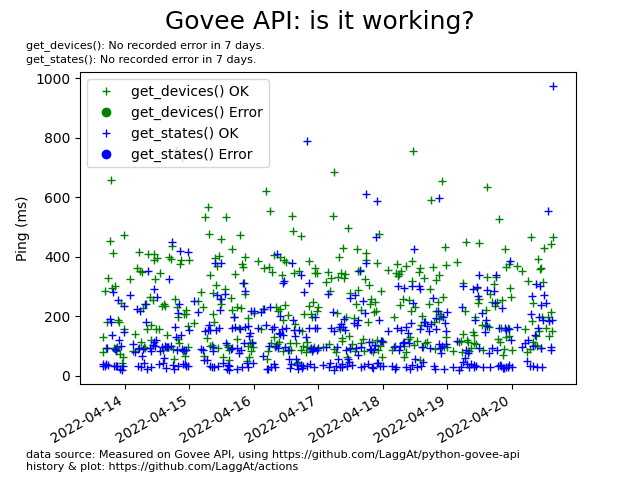 Govee API: is it working?
get_devices(): No recorded error in 7 days.
get_states(): No recorded error in 7 days.
1000
800
600
400
200
0
Ping (ms)
get_devices() OK
get_devices() Error
get_states() OK
get_states() Error
2022-04-14
2022-04-15
2022-04-16
2022-04-17
2022-04-18
2022-04-19
2022-04-20
data source: Measured on Govee API, using https://github.com/LaggAt/python-govee-api
history & plot: https://github.com/LaggAt/actions